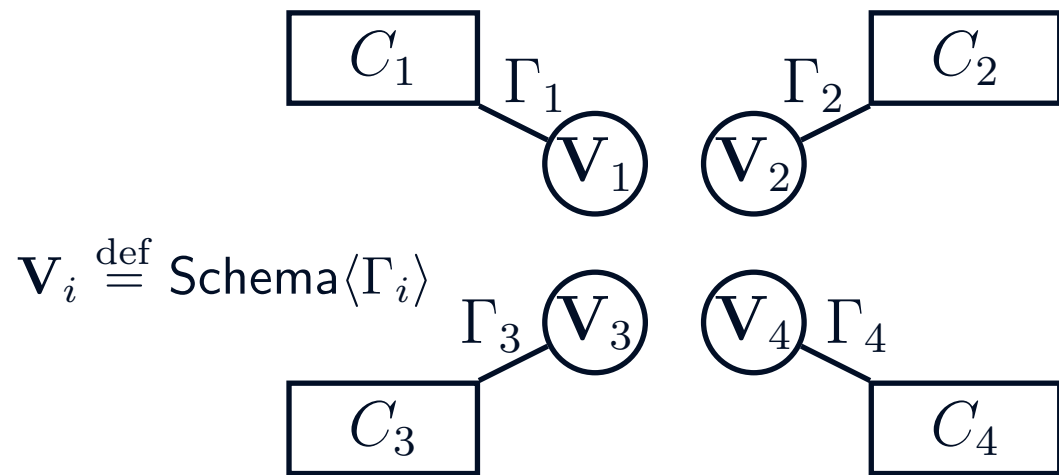 C₁ Γ₁ Γ₂ C₂
𝐕₁ 𝐕₂
𝐕ᵢ ≝ Schema⟨Γᵢ⟩
Γ₃ 𝐕₃ 𝐕₄ Γ₄
C₃ C₄